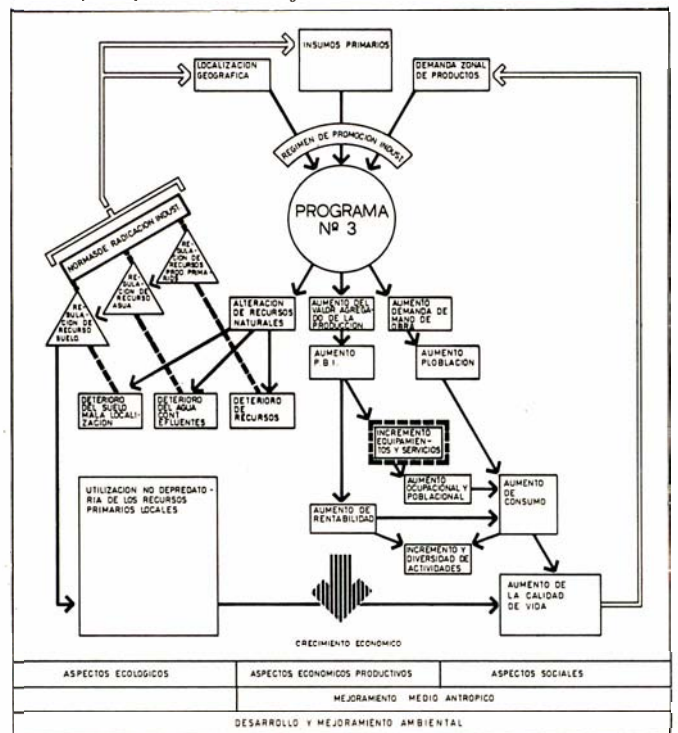 INSUMOS PRIMARIOS
LOCALIZACION
GEOGRAFICA
DEMANDA ZONAL
DE PRODUCTOS
REGIMEN DE PROMOCION INDUST.
PROGRAMA
Nº 3
NORMAS DE RADICACION INDUST.
RE-
GULA-
CION DE
RECURSOS
PROD PRIMA-
RIOS
RE-
GULA-
CION DE
RECURSO
AGUA
RE-
GULA-
CION DE
RECURSO
SUELO
ALTERACION
DE RECURSOS
NATURALES
AUMENTO DEL
VALOR AGREGA-
DO DE LA
PRODUCCION
AUMENTO
DEMANDA DE
MANO DE
OBRA
AUMENTO
P.B.I.
AUMENTO
PLOBLACION
DETERIORO
DEL SUELO
MALA LOCALI-
ZACION
DETERIORO
DEL AGUA
CONT
EFLUENTES
DETERIORO
DE
RECURSOS
INCREMENTO
EQUIPAMIEN-
TOS Y SERVICIOS
UTILIZACION NO DEPREDATO-
RIA DE LOS RECURSOS
PRIMARIOS LOCALES
AUMENTO
OCUPACIONAL Y
POBLACIONAL
AUMENTO
DE
CONSUMO
AUMENTO DE
RENTABILIDAD
INCREMENTO Y
DIVERSIDAD DE
ACTIVIDADES
AUMENTO DE
LA CALIDAD
DE VIDA
CRECIMIENTO ECONOMICO
ASPECTOS ECOLOGICOS
ASPECTOS ECONOMICOS PRODUCTIVOS
ASPECTOS SOCIALES
MEJORAMIENTO MEDIO ANTROPICO
DESARROLLO Y MEJORAMIENTO AMBIENTAL